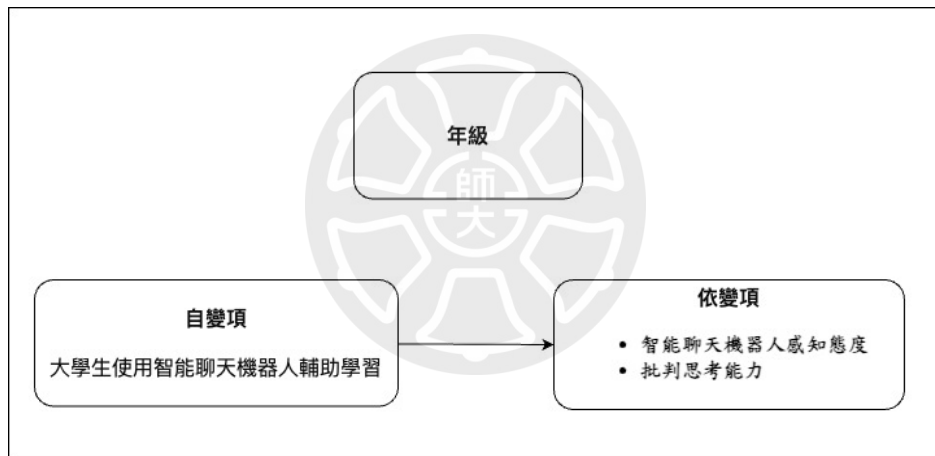 年級
師大
自變項
大學生使用智能聊天機器人輔助學習
依變項
• 智能聊天機器人感知態度
• 批判思考能力